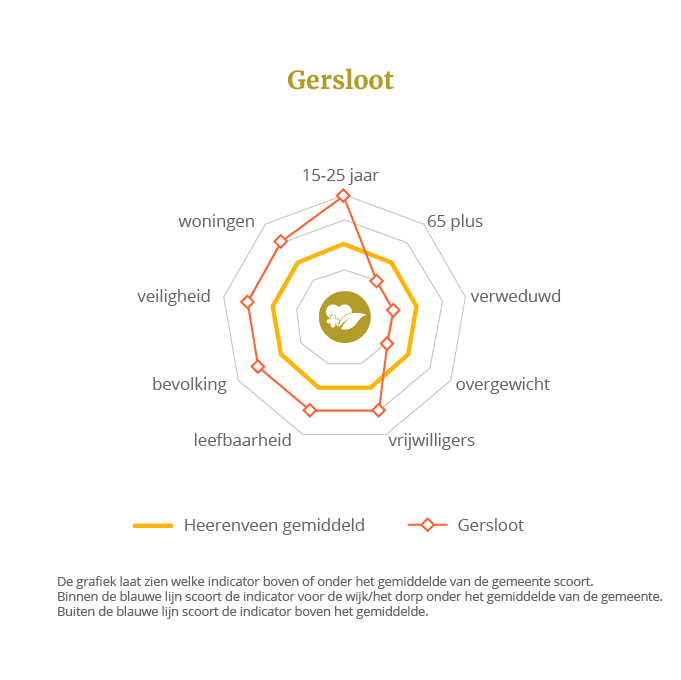 Gersloot
15-25 jaar
woningen
65 plus
veiligheid
verweduwd
bevolking
overgewicht
leefbaarheid
vrijwilligers
Heerenveen gemiddeld
Gersloot
De grafiek laat zien welke indicator boven of onder het gemiddelde van de gemeente scoort.
Binnen de blauwe lijn scoort de indicator voor de wijk/het dorp onder het gemiddelde van de gemeente.
Buiten de blauwe lijn scoort de indicator boven het gemiddelde.